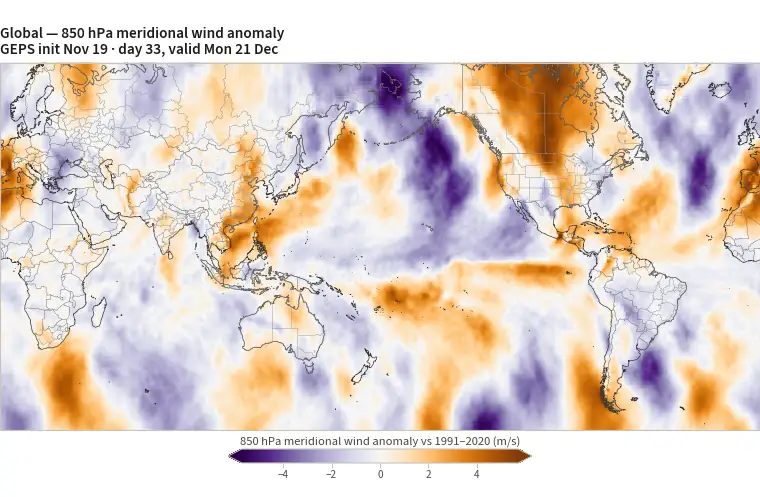 Global — 850 hPa meridional wind anomaly
GEPS init Nov 19 · day 33, valid Mon 21 Dec
850 hPa meridional wind anomaly vs 1991–2020 (m/s)
−4 −2 0 2 4